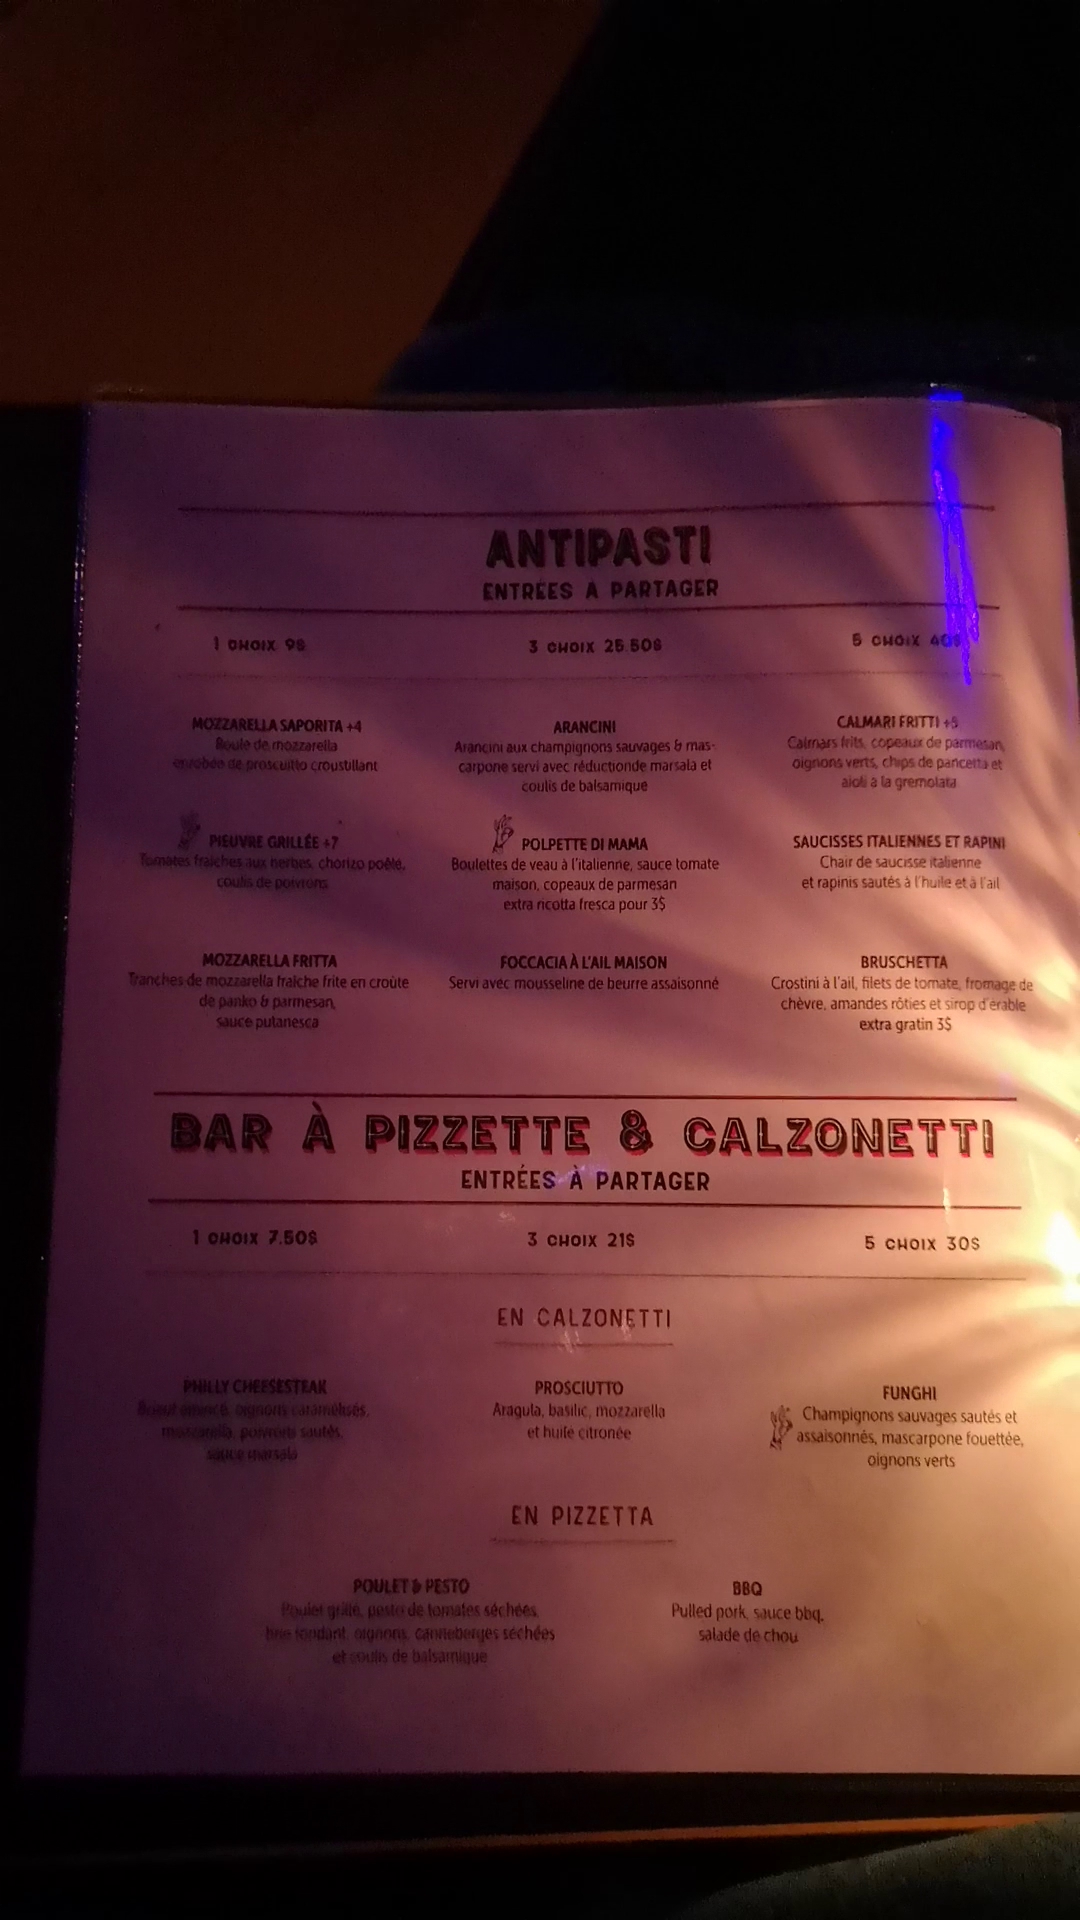 ANTIPASTI
ENTRÉES À PARTAGER
1 CHOIX 9$
3 CHOIX 25.50$
5 CHOIX 40$
MOZZARELLA SAPORITA +4
Boule de mozzarella
enrobée de proscuitto croustillant
ARANCINI
Arancini aux champignons sauvages & mas-
carpone servi avec réductionde marsala et
coulis de balsamique
CALMARI FRITTI +5
Calmars frits, copeaux de parmesan,
oignons verts, chips de pancetta et
aioli à la gremolata
PIEUVRE GRILLÉE +7
Tomates fraîches aux herbes, chorizo poêlé,
coulis de poivrons
POLPETTE DI MAMA
Boulettes de veau à l'italienne, sauce tomate
maison, copeaux de parmesan
extra ricotta fresca pour 3$
SAUCISSES ITALIENNES ET RAPINI
Chair de saucisse italienne
et rapinis sautés à l'huile et à l'ail
MOZZARELLA FRITTA
Tranches de mozzarella fraîche frite en croûte
de panko & parmesan,
sauce putanesca
FOCCACIA À L'AIL MAISON
Servi avec mousseline de beurre assaisonné
BRUSCHETTA
Crostini à l'ail, filets de tomate, fromage de
chèvre, amandes rôties et sirop d'érable
extra gratin 3$
BAR À PIZZETTE & CALZONETTI
ENTRÉES À PARTAGER
1 CHOIX 7.50$
3 CHOIX 21$
5 CHOIX 30$
EN CALZONETTI
PHILLY CHEESESTEAK
Boeuf émincé, oignons caramélisés,
mozzarella, poivrons sautés,
sauce marsala
PROSCIUTTO
Aragula, basilic, mozzarella
et huile citronée
FUNGHI
Champignons sauvages sautés et
assaisonnés, mascarpone fouettée,
oignons verts
EN PIZZETTA
POULET & PESTO
Poulet grillé, pesto de tomates séchées,
brie fondant, oignons, canneberges séchées
et coulis de balsamique
BBQ
Pulled pork, sauce bbq,
salade de chou